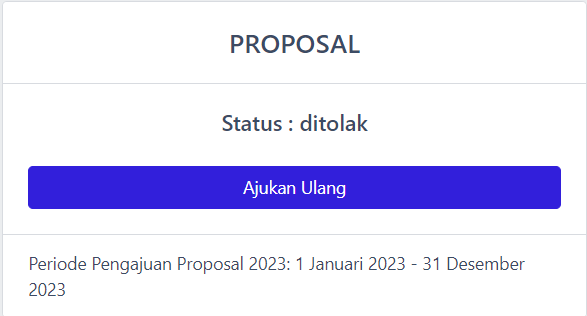 PROPOSAL
Status : ditolak
Ajukan Ulang
Periode Pengajuan Proposal 2023: 1 Januari 2023 - 31 Desember
2023